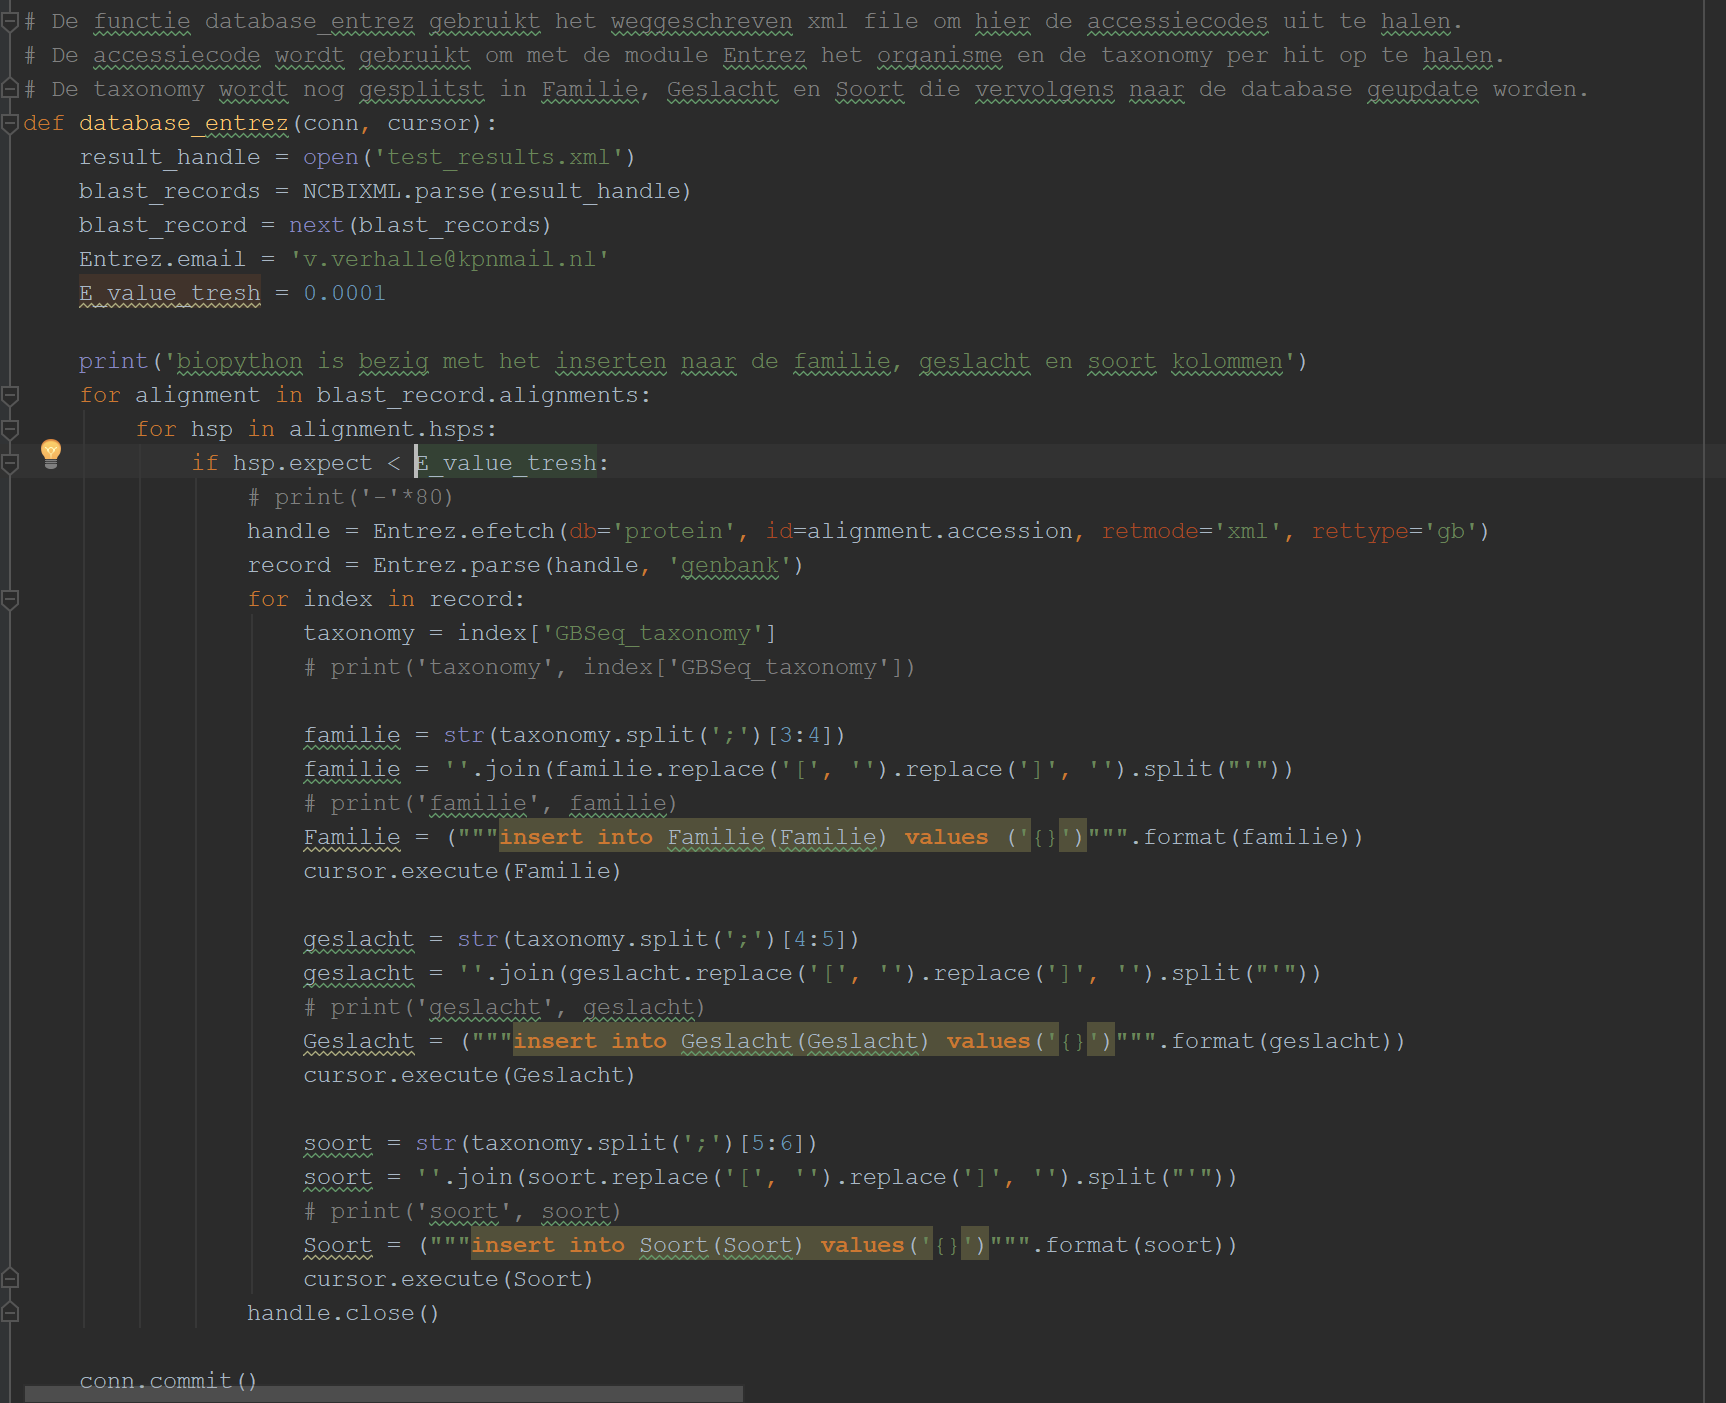 # De functie database_entrez gebruikt het weggeschreven xml file om hier de accessiecodes uit te halen.
# De accessiecode wordt gebruikt om met de module Entrez het organisme en de taxonomy per hit op te halen.
# De taxonomy wordt nog gesplitst in Familie, Geslacht en Soort die vervolgens naar de database geupdate worden.
def database_entrez(conn, cursor):
    result_handle = open('test_results.xml')
    blast_records = NCBIXML.parse(result_handle)
    blast_record = next(blast_records)
    Entrez.email = 'v.verhalle@kpnmail.nl'
    E_value_tresh = 0.0001

    print('biopython is bezig met het inserten naar de familie, geslacht en soort kolommen')
    for alignment in blast_record.alignments:
        for hsp in alignment.hsps:
            if hsp.expect < E_value_tresh:
                # print('-'*80)
                handle = Entrez.efetch(db='protein', id=alignment.accession, retmode='xml', rettype='gb')
                record = Entrez.parse(handle, 'genbank')
                for index in record:
                    taxonomy = index['GBSeq_taxonomy']
                    # print('taxonomy', index['GBSeq_taxonomy'])

                    familie = str(taxonomy.split(';')[3:4])
                    familie = ''.join(familie.replace('[', '').replace(']', '').split("'"))
                    # print('familie', familie)
                    Familie = ("""insert into Familie(Familie) values ('{}')""".format(familie))
                    cursor.execute(Familie)

                    geslacht = str(taxonomy.split(';')[4:5])
                    geslacht = ''.join(geslacht.replace('[', '').replace(']', '').split("'"))
                    # print('geslacht', geslacht)
                    Geslacht = ("""insert into Geslacht(Geslacht) values('{}')""".format(geslacht))
                    cursor.execute(Geslacht)

                    soort = str(taxonomy.split(';')[5:6])
                    soort = ''.join(soort.replace('[', '').replace(']', '').split("'"))
                    # print('soort', soort)
                    Soort = ("""insert into Soort(Soort) values('{}')""".format(soort))
                    cursor.execute(Soort)
                handle.close()

    conn.commit()